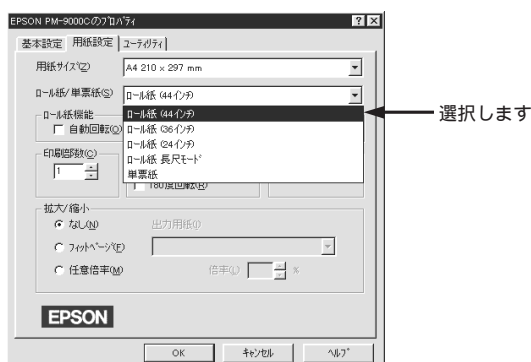 EPSON PM-9000Cのプロパティ
基本設定 用紙設定 ユーティリティ
用紙サイズ(Z) A4 210 × 297 mm
ロール紙/単票紙(S) ロール紙 (44インチ)
ロール紙 (44インチ) 選択します
ロール紙機能
自動回転(O) ロール紙 (36インチ)
ロール紙 (24インチ)
印刷部数(C) ロール紙 長尺モード
単票紙
1 180度回転(R)
拡大/縮小
なし(N) 出力用紙(I)
フィットページ(F)
任意倍率(M) 倍率(L) %
EPSON
OK キャンセル ヘルプ